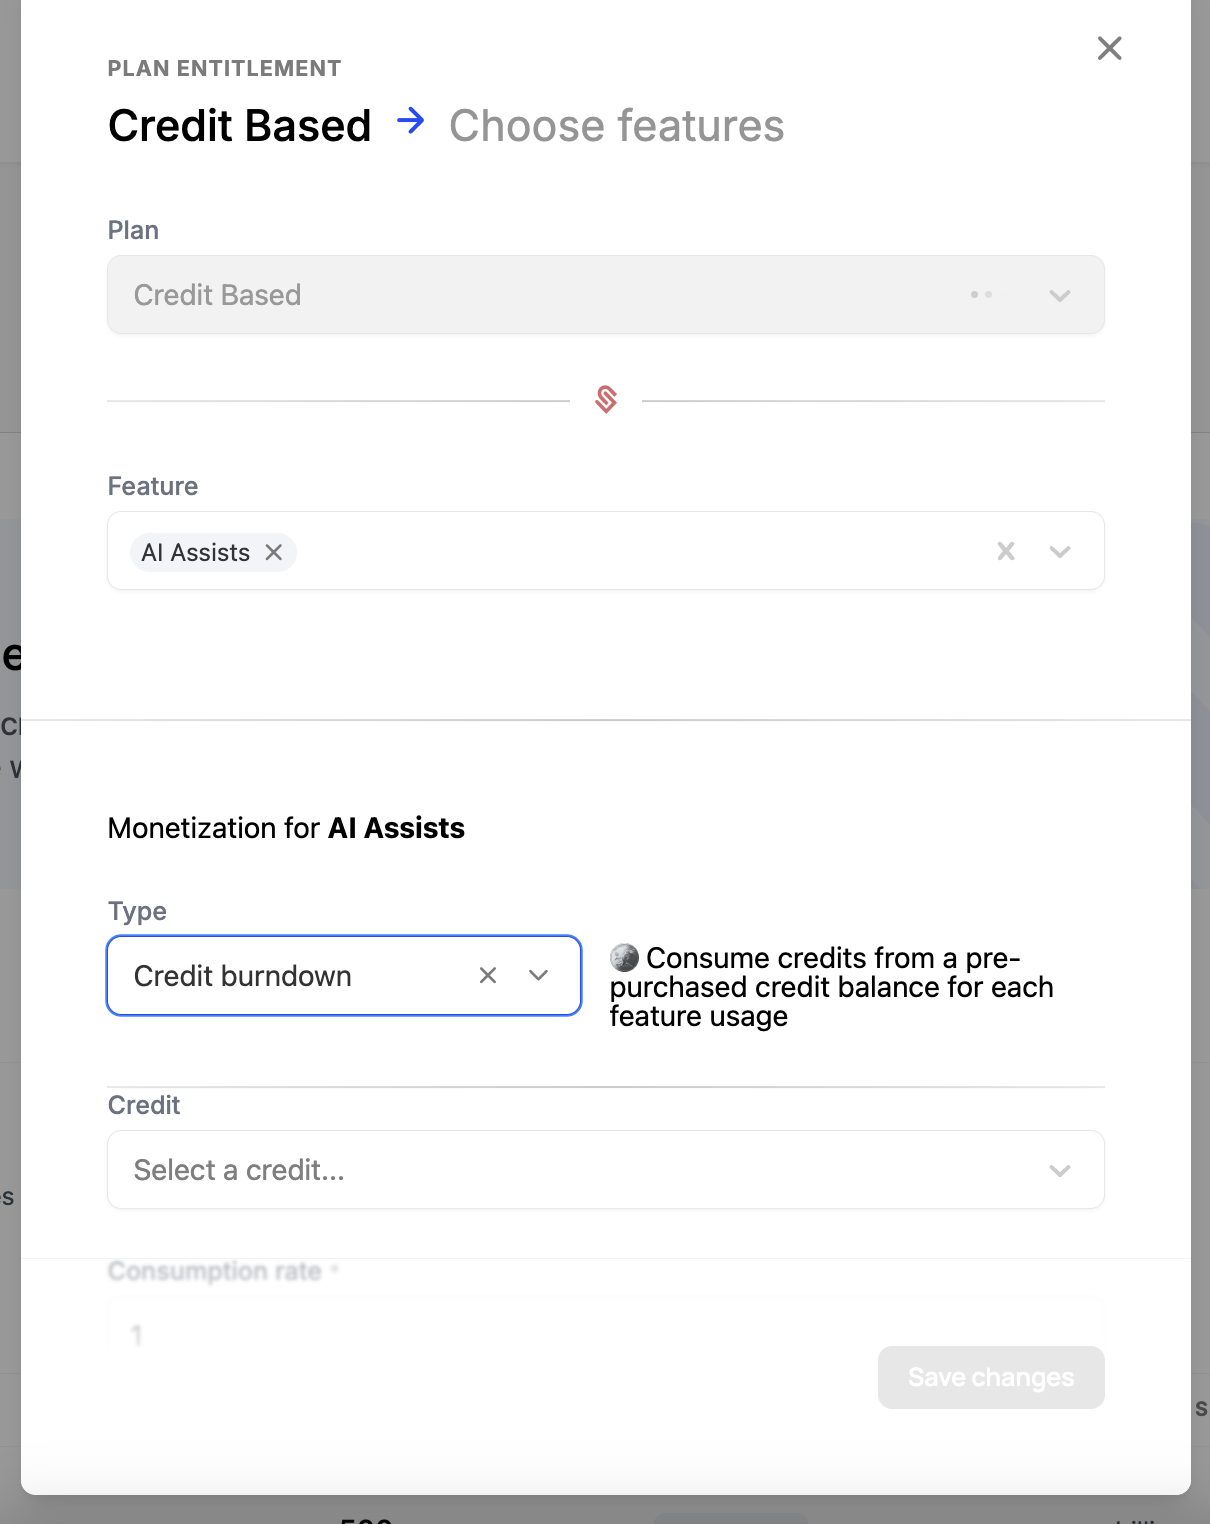 PLAN ENTITLEMENT
Credit Based → Choose features
Plan
Credit Based
Feature
AI Assists
Monetization for AI Assists
Type
Credit burndown
Consume credits from a pre-
purchased credit balance for each
feature usage
Credit
Select a credit...
Consumption rate *
1
Save changes